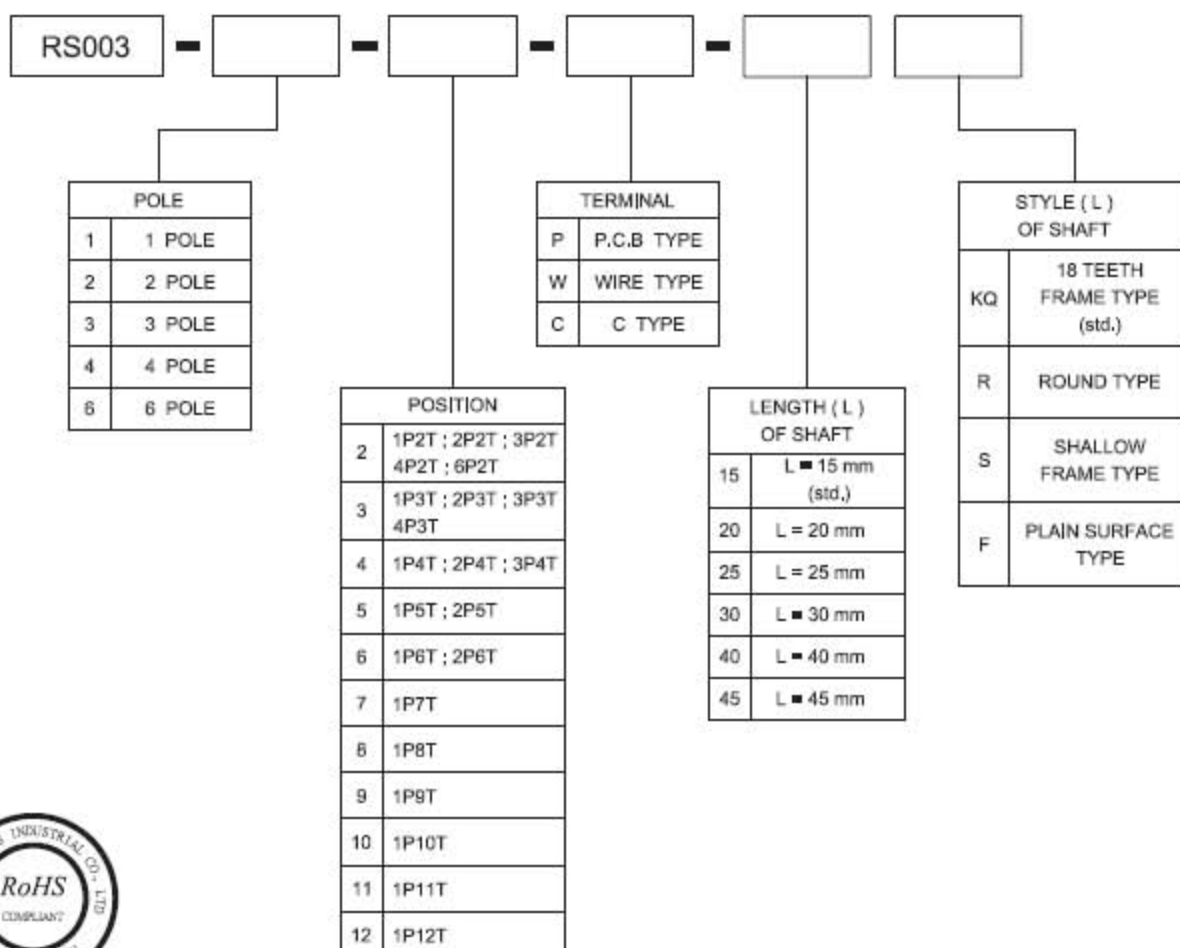 RS003 - - - -
POLE
1 1 POLE
2 2 POLE
3 3 POLE
4 4 POLE
6 6 POLE
TERMINAL
P P.C.B TYPE
W WIRE TYPE
C C TYPE
STYLE ( L )
OF SHAFT
KQ 18 TEETH
FRAME TYPE
(std.)
R ROUND TYPE
S SHALLOW
FRAME TYPE
F PLAIN SURFACE
TYPE
POSITION
2 1P2T ; 2P2T ; 3P2T
4P2T ; 6P2T
3 1P3T ; 2P3T ; 3P3T
4P3T
4 1P4T ; 2P4T ; 3P4T
5 1P5T ; 2P5T
6 1P6T ; 2P6T
7 1P7T
8 1P8T
9 1P9T
10 1P10T
11 1P11T
12 1P12T
LENGTH ( L )
OF SHAFT
15 L = 15 mm
(std.)
20 L = 20 mm
25 L = 25 mm
30 L = 30 mm
40 L = 40 mm
45 L = 45 mm
INDUSTRIAL CO., LTD
RoHS
COMPLIANT